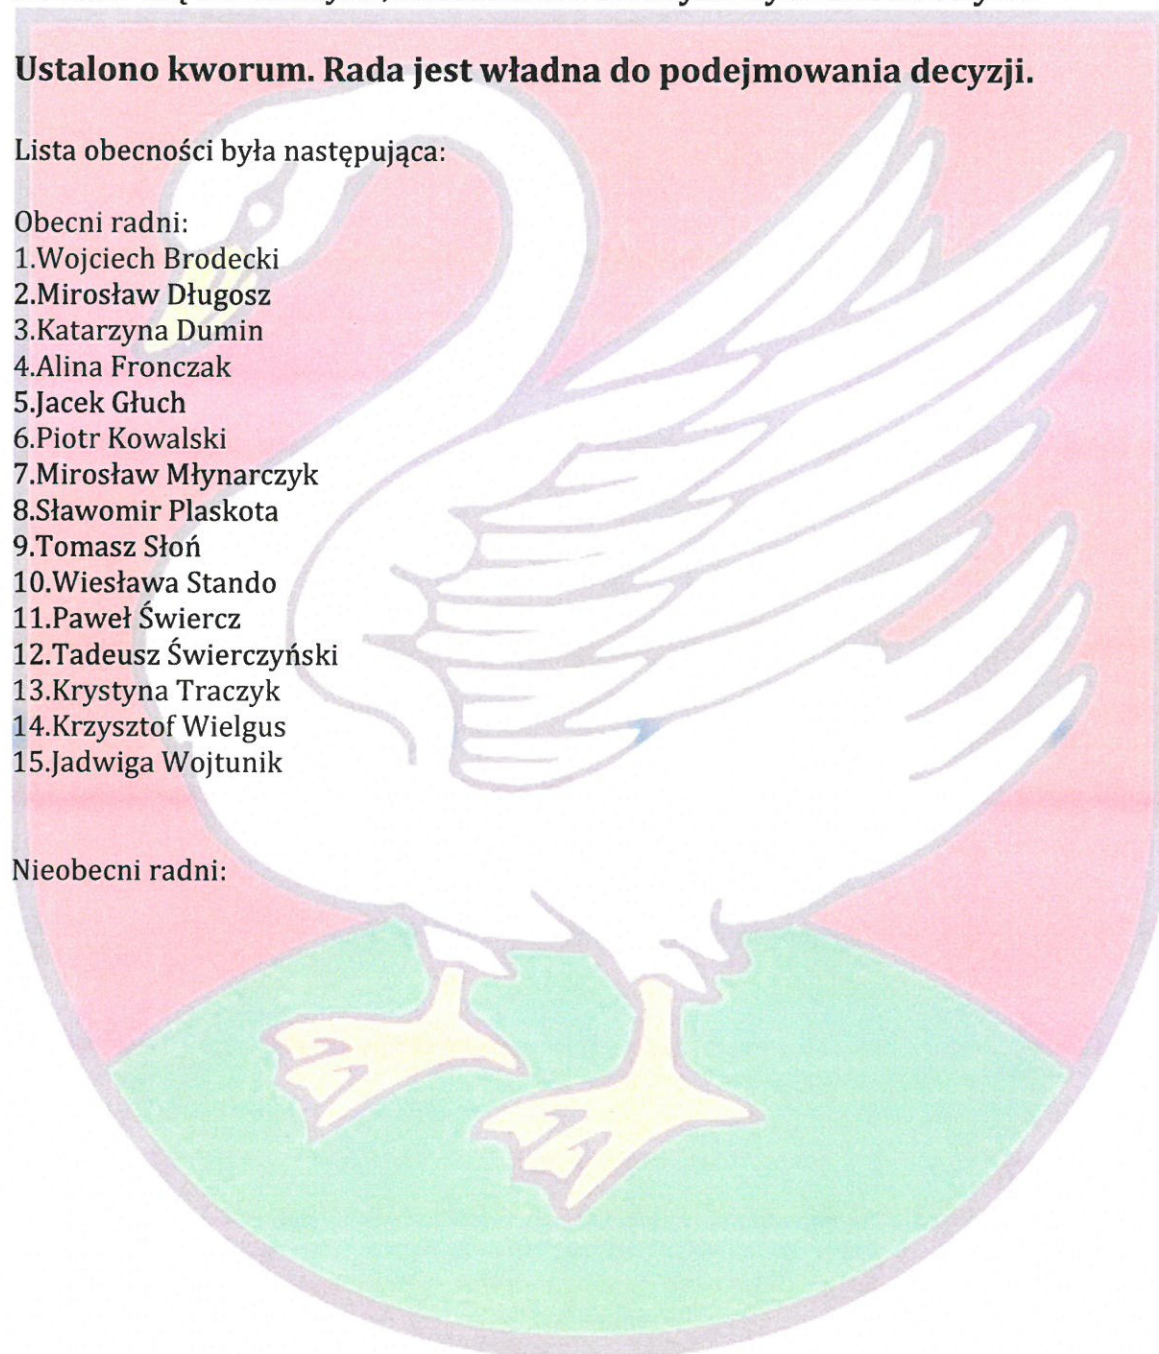 Ustalono kworum. Rada jest władna do podejmowania decyzji.
Lista obecności była następująca:
Obecni radni:
1.Wojciech Brodecki
2.Mirosław Długosz
3.Katarzyna Dumin
4.Alina Fronczak
5.Jacek Głuch
6.Piotr Kowalski
7.Mirosław Młynarczyk
8.Sławomir Plaskota
9.Tomasz Słoń
10.Wiesława Stando
11.Paweł Świercz
12.Tadeusz Świerczyński
13.Krystyna Traczyk
14.Krzysztof Wielgus
15.Jadwiga Wojtunik
Nieobecni radni: